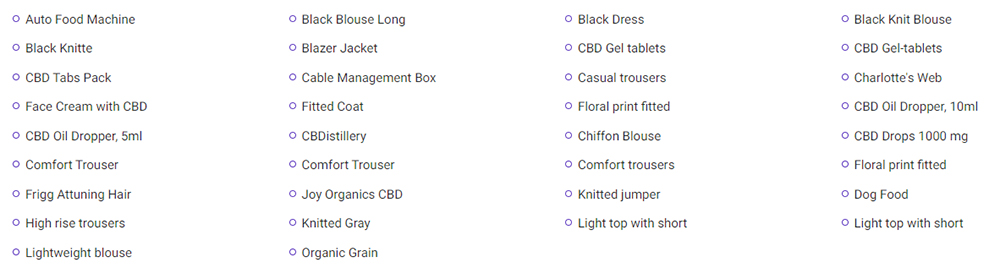 Auto Food Machine
Black Blouse Long
Black Dress
Black Knit Blouse
Black Knitte
Blazer Jacket
CBD Gel tablets
CBD Gel-tablets
CBD Tabs Pack
Cable Management Box
Casual trousers
Charlotte's Web
Face Cream with CBD
Fitted Coat
Floral print fitted
CBD Oil Dropper, 10ml
CBD Oil Dropper, 5ml
CBDistillery
Chiffon Blouse
CBD Drops 1000 mg
Comfort Trouser
Comfort Trouser
Comfort trousers
Floral print fitted
Frigg Attuning Hair
Joy Organics CBD
Knitted jumper
Dog Food
High rise trousers
Knitted Gray
Light top with short
Light top with short
Lightweight blouse
Organic Grain